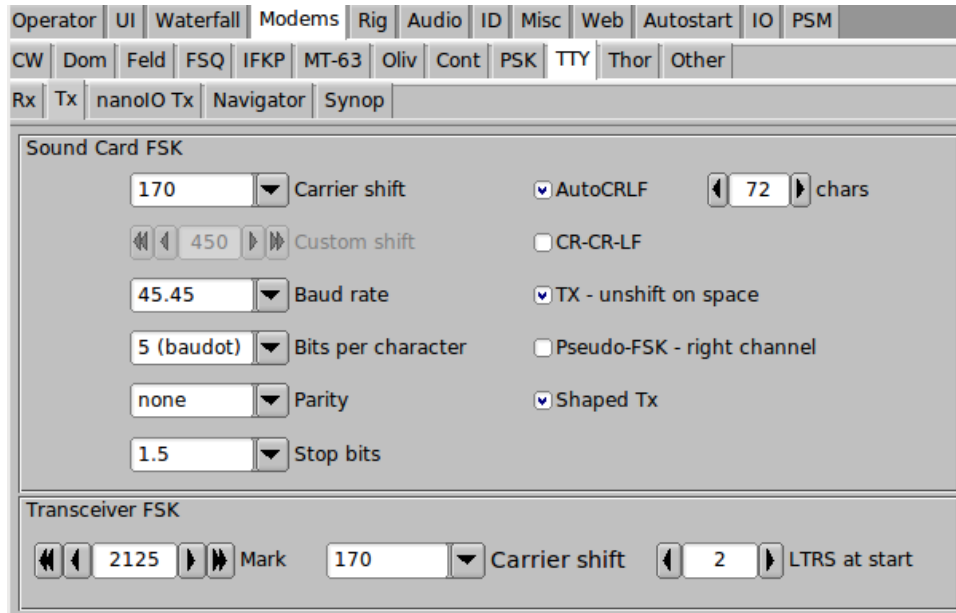 Operator UI Waterfall Modems Rig Audio ID Misc Web Autostart IO PSM
CW Dom Feld FSQ IFKP MT-63 Oliv Cont PSK TTY Thor Other
Rx Tx nanoIO Tx Navigator Synop
Sound Card FSK
170 Carrier shift AutoCRLF 72 chars
450 Custom shift CR-CR-LF
45.45 Baud rate TX - unshift on space
5 (baudot) Bits per character Pseudo-FSK - right channel
none Parity Shaped Tx
1.5 Stop bits
Transceiver FSK
2125 Mark 170 Carrier shift 2 LTRS at start